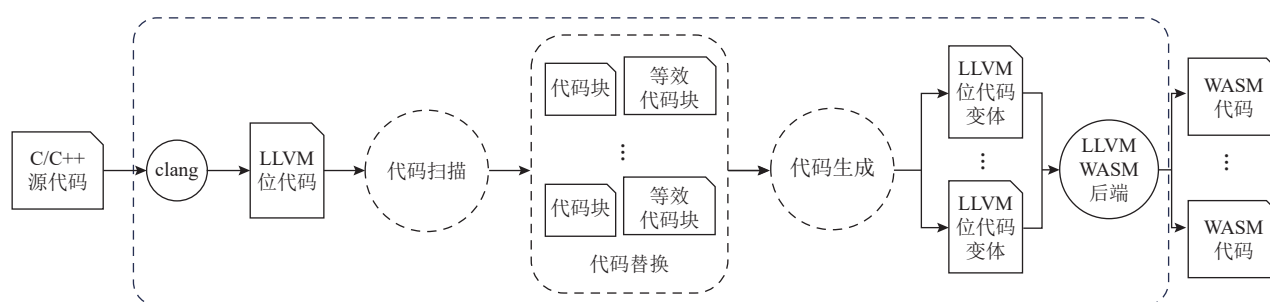 C/C++
源代码
clang
LLVM
位代码
代码扫描
代码块
等效
代码块
⋮
代码块
等效
代码块
代码替换
代码生成
LLVM
位代码
变体
⋮
LLVM
位代码
变体
LLVM
WASM
后端
WASM
代码
⋮
WASM
代码